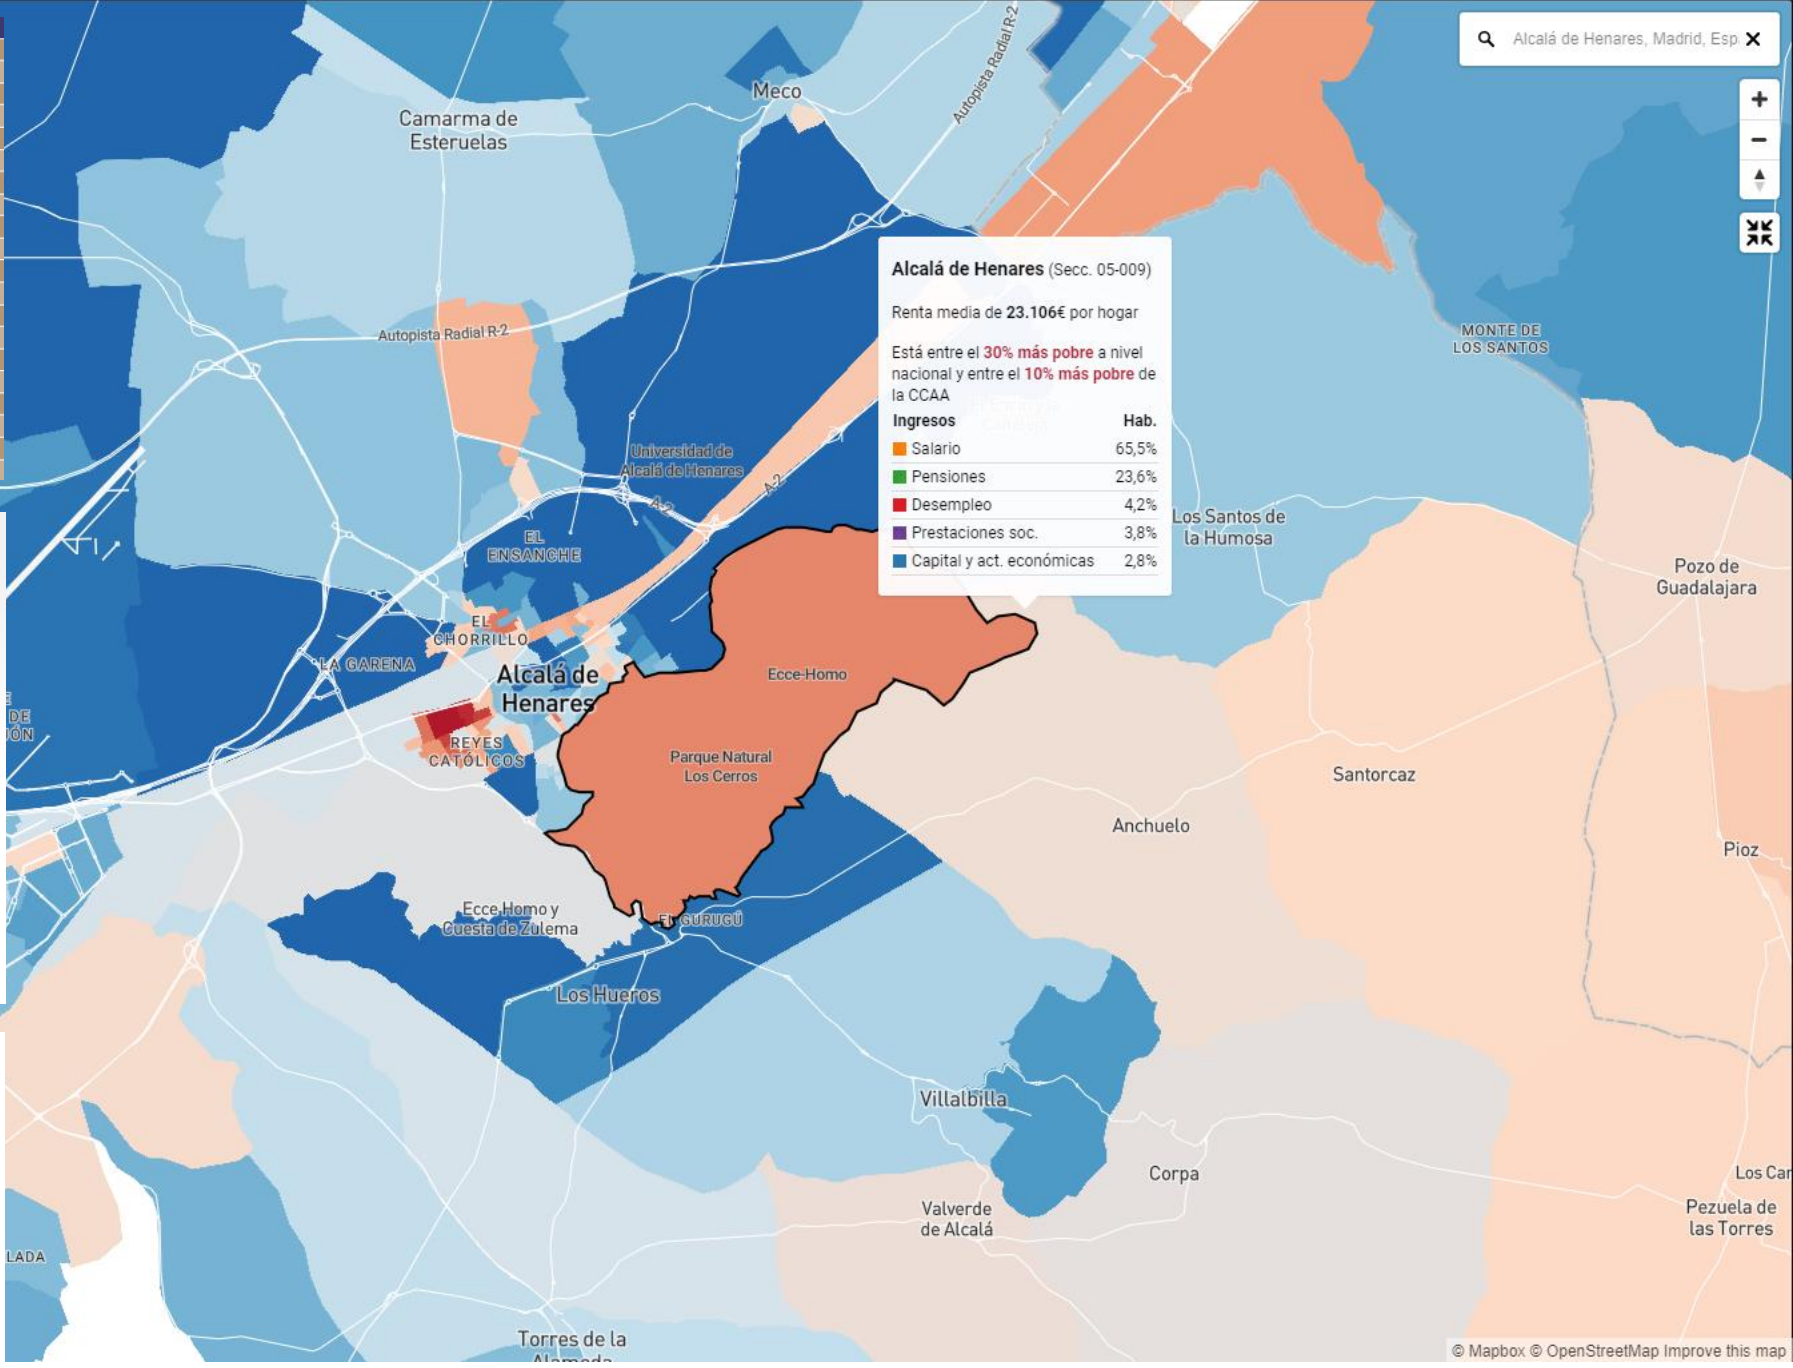 Alcalá de Henares, Madrid, Esp
Autopista Radial R-2
Meco
Camarma de
Esteruelas
Autopista Radial R-2
Alcalá de Henares (Secc. 05-009)
Renta media de 23.106€ por hogar
Está entre el 30% más pobre a nivel
nacional y entre el 10% más pobre de
la CCAA
Ingresos Hab.
Salario 65,5%
Pensiones 23,6%
Desempleo 4,2%
Prestaciones soc. 3,8%
Capital y act. económicas 2,8%
MONTE DE
LOS SANTOS
Universidad de
Alcalá de Henares
A-2
A-2
EL
ENSANCHE
Los Santos de
la Humosa
Pozo de
Guadalajara
EL
CHORRILLO
LA GARENA
Alcalá de
Henares
Ecce-Homo
DE
REYES
CATÓLICOS
Parque Natural
Los Cerros
Santorcaz
Anchuelo
Pioz
Ecce Homo y
Cuesta de Zulema
EL GURUGÚ
Los Hueros
Villalbilla
Corpa
Los Car
Valverde
de Alcalá
Pezuela de
las Torres
LADA
Torres de la
Alameda
© Mapbox © OpenStreetMap Improve this map